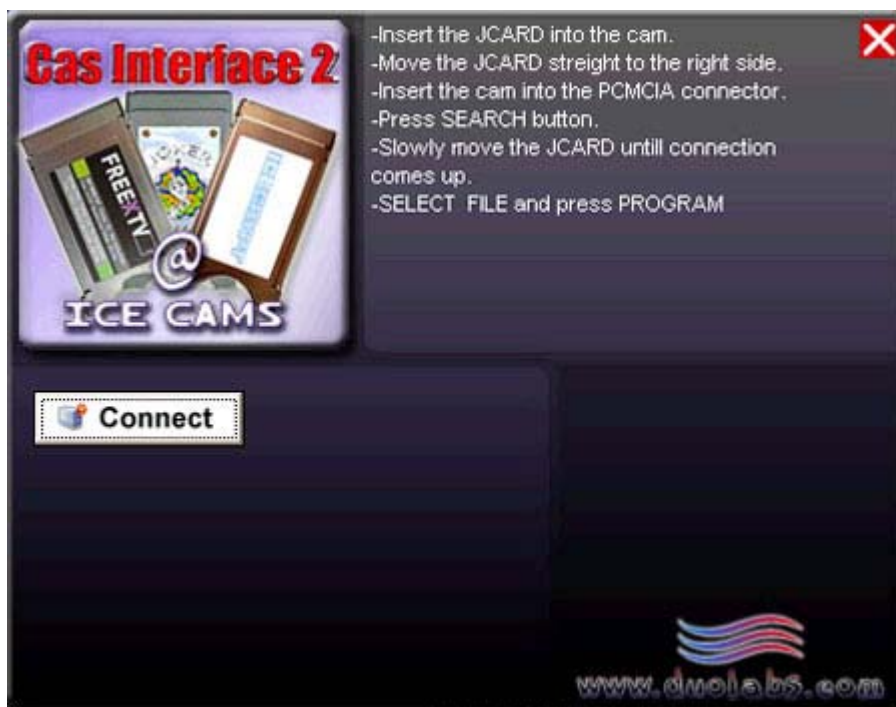 Cas Interface 2
FREEXTV
JOKER
@
ICE CAMS
-Insert the JCARD into the cam.
-Move the JCARD streight to the right side.
-Insert the cam into the PCMCIA connector.
-Press SEARCH button.
-Slowly move the JCARD untill connection
comes up.
-SELECT FILE and press PROGRAM
Connect
www.duolabs.com